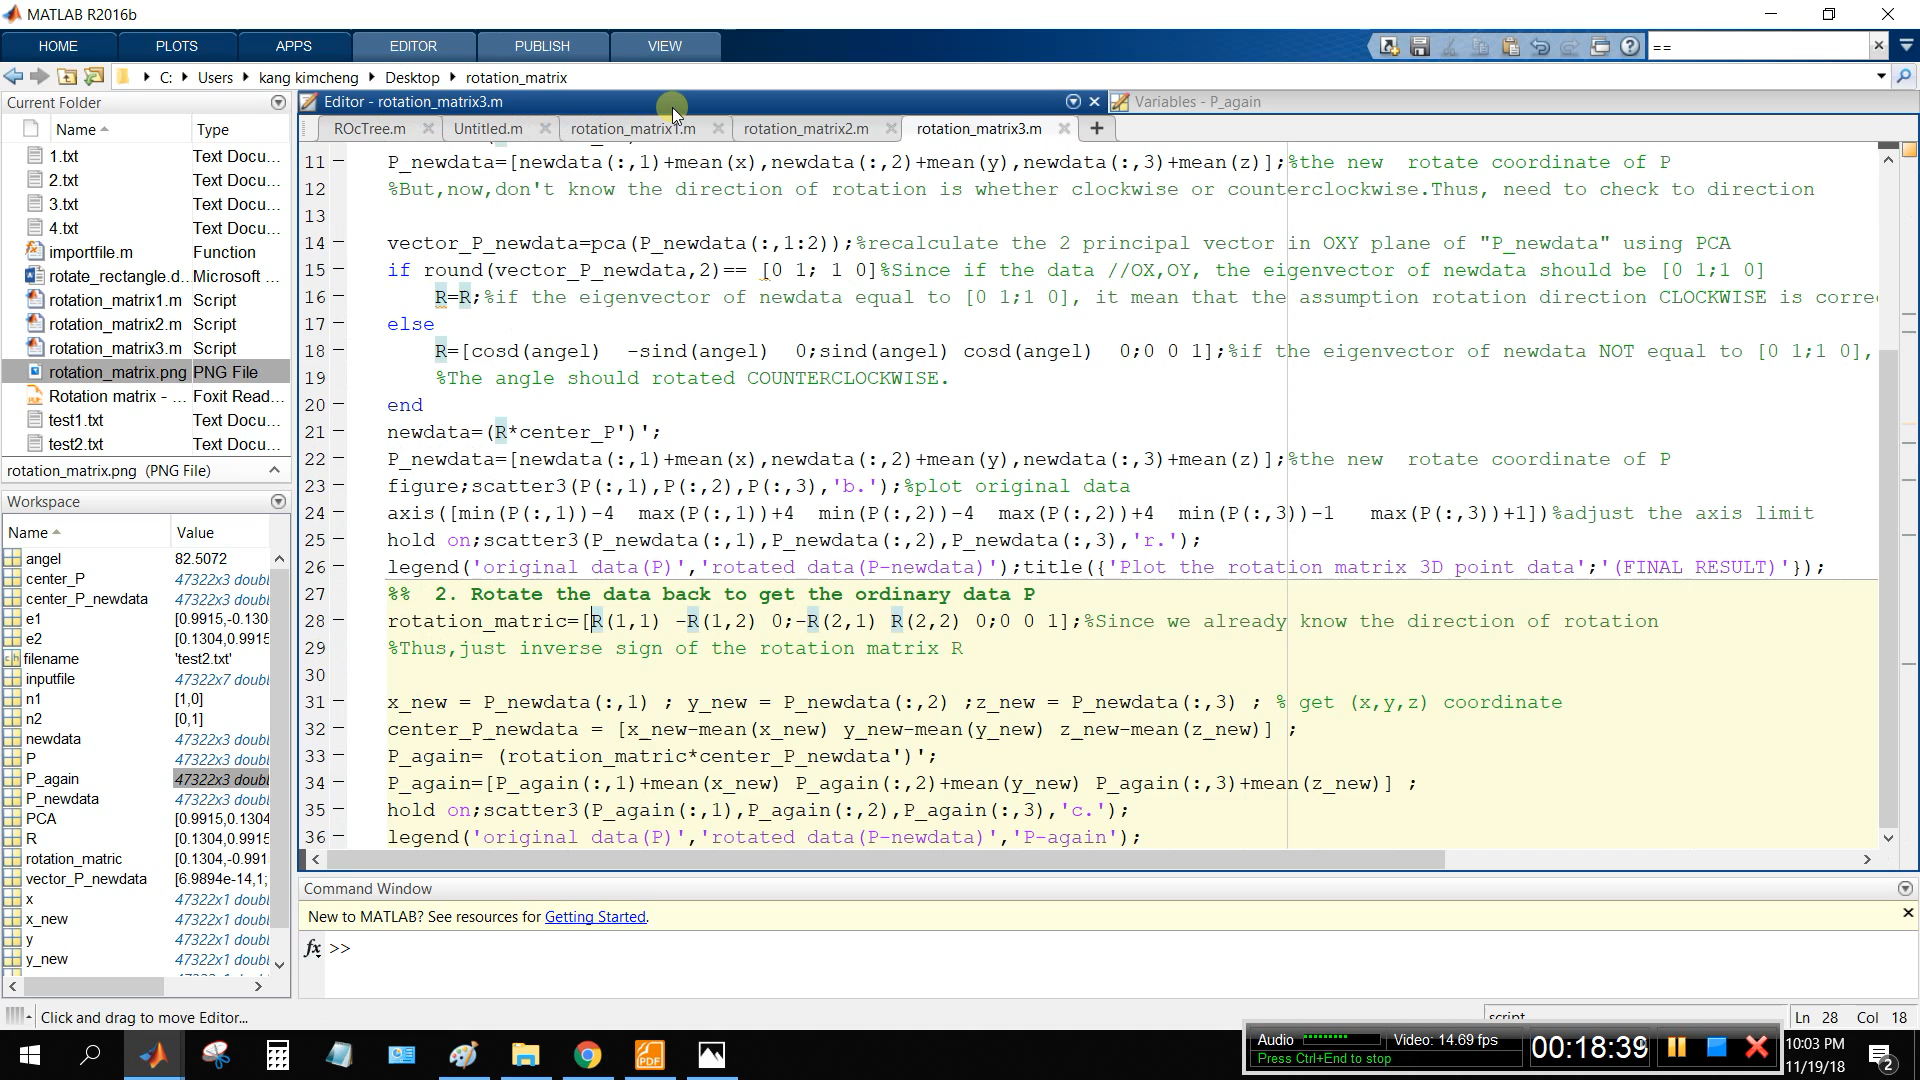 MATLAB R2016b
HOME PLOTS APPS EDITOR PUBLISH VIEW
==
C: Users kang kimcheng Desktop rotation_matrix
Current Folder
Name Type
1.txt Text Docu...
2.txt Text Docu...
3.txt Text Docu...
4.txt Text Docu...
importfile.m Function
rotate_rectangle.d... Microsoft ...
rotation_matrix1.m Script
rotation_matrix2.m Script
rotation_matrix3.m Script
rotation_matrix.png PNG File
Rotation matrix - ... Foxit Read...
test1.txt Text Docu...
test2.txt Text Docu...
rotation_matrix.png (PNG File)
Workspace
Name Value
angel 82.5072
center_P 47322x3 doubl
center_P_newdata 47322x3 doubl
e1 [0.9915,-0.130
e2 [0.1304,0.9915
filename 'test2.txt'
inputfile 47322x7 doubl
n1 [1,0]
n2 [0,1]
newdata 47322x3 doubl
P 47322x3 doubl
P_again 47322x3 doubl
P_newdata 47322x3 doubl
PCA [0.9915,0.1304
R [0.1304,0.9915
rotation_matric [0.1304,-0.991
vector_P_newdata [6.9894e-14,1;
x 47322x1 doubl
x_new 47322x1 doubl
y 47322x1 doubl
y_new 47322x1 doubl
Editor - rotation_matrix3.m
Variables - P_again
ROcTree.m Untitled.m rotation_matrix1.m rotation_matrix2.m rotation_matrix3.m +
11 P_newdata=[newdata(:,1)+mean(x),newdata(:,2)+mean(y),newdata(:,3)+mean(z)];%the new rotate coordinate of P
12 %But,now,don't know the direction of rotation is whether clockwise or counterclockwise.Thus, need to check to direction
13
14 vector_P_newdata=pca(P_newdata(:,1:2));%recalculate the 2 principal vector in OXY plane of "P_newdata" using PCA
15 if round(vector_P_newdata,2)== [0 1; 1 0]%Since if the data //OX,OY, the eigenvector of newdata should be [0 1;1 0]
16 R=R;%if the eigenvector of newdata equal to [0 1;1 0], it mean that the assumption rotation direction CLOCKWISE is corre
17 else
18 R=[cosd(angel) -sind(angel) 0;sind(angel) cosd(angel) 0;0 0 1];%if the eigenvector of newdata NOT equal to [0 1;1 0],
19 %The angle should rotated COUNTERCLOCKWISE.
20 end
21 newdata=(R*center_P')';
22 P_newdata=[newdata(:,1)+mean(x),newdata(:,2)+mean(y),newdata(:,3)+mean(z)];%the new rotate coordinate of P
23 figure;scatter3(P(:,1),P(:,2),P(:,3),'b.');%plot original data
24 axis([min(P(:,1))-4 max(P(:,1))+4 min(P(:,2))-4 max(P(:,2))+4 min(P(:,3))-1 max(P(:,3))+1])%adjust the axis limit
25 hold on;scatter3(P_newdata(:,1),P_newdata(:,2),P_newdata(:,3),'r.');
26 legend('original data(P)','rotated data(P-newdata)');title({'Plot the rotation matrix 3D point data';'(FINAL RESULT)'});
27 %% 2. Rotate the data back to get the ordinary data P
28 rotation_matric=[R(1,1) -R(1,2) 0;-R(2,1) R(2,2) 0;0 0 1];%Since we already know the direction of rotation
29 %Thus,just inverse sign of the rotation matrix R
30
31 x_new = P_newdata(:,1) ; y_new = P_newdata(:,2) ;z_new = P_newdata(:,3) ; % get (x,y,z) coordinate
32 center_P_newdata = [x_new-mean(x_new) y_new-mean(y_new) z_new-mean(z_new)] ;
33 P_again= (rotation_matric*center_P_newdata')';
34 P_again=[P_again(:,1)+mean(x_new) P_again(:,2)+mean(y_new) P_again(:,3)+mean(z_new)] ;
35 hold on;scatter3(P_again(:,1),P_again(:,2),P_again(:,3),'c.');
36 legend('original data(P)','rotated data(P-newdata)','P-again');
Command Window
New to MATLAB? See resources for Getting Started.
fx >>
Click and drag to move Editor...
script
Ln 28 Col 18
Audio Video: 14.69 fps
Press Ctrl+End to stop
00:18:39
10:03 PM
11/19/18
2
PDF